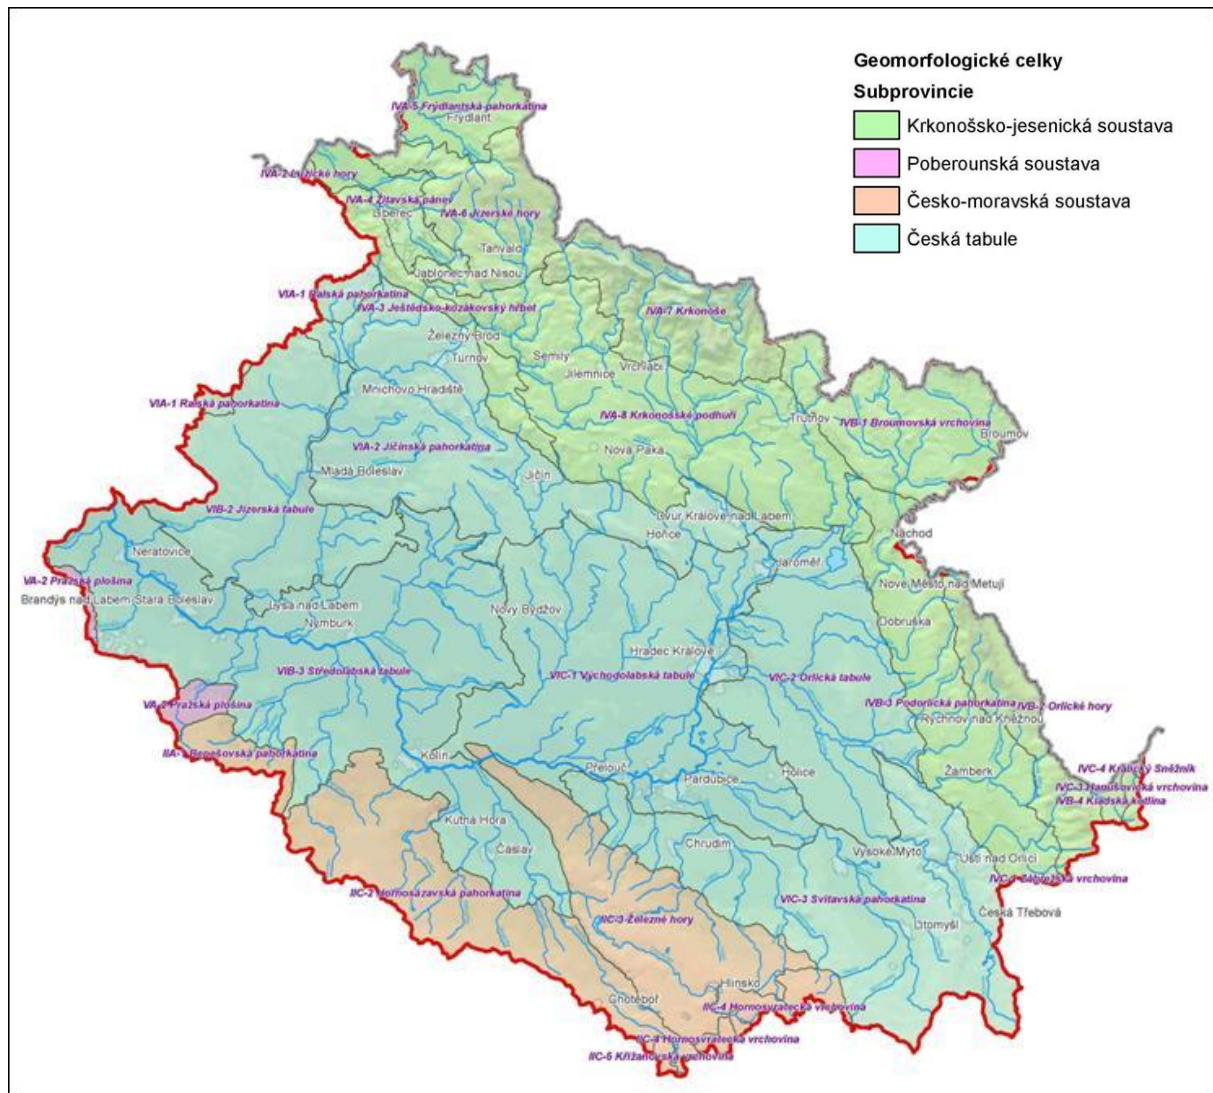 Geomorfologické celky
Subprovincie
Krkonošsko-jesenická soustava
Poberounská soustava
Česko-moravská soustava
Česká tabule
IVA-5 Frýdlantská pahorkatina
Frýdlant
IVA-2 Lužické hory
IVA-4 Žitavská pánev
Liberec
IVA-6 Jizerské hory
Tanvald
Jablonec nad Nisou
VIA-1 Ralská pahorkatina
IVA-3 Ještědsko-kozákovský hřbet
IVA-7 Krkonoše
Železný Brod
Turnov
Semily
Jilemnice
Vrchlabí
Mnichovo Hradiště
VIA-1 Ralská pahorkatina
IVA-8 Krkonošské podhuří
Trutnov
IVB-1 Broumovská vrchovina
Broumov
VIA-2 Jičínská pahorkatina
Nová Paka
Mladá Boleslav
Jičín
VIB-2 Jizerská tabule
Dvůr Králové nad Labem
Hořice
Náchod
Neratovice
Jaroměř
VA-2 Pražská plošina
Nové Město nad Metují
Brandýs nad Labem-Stará Boleslav
Lysá nad Labem
Nový Bydžov
Nymburk
Dobruška
Hradec Králové
VIB-3 Středolabská tabule
VIC-1 Východolabská tabule
VIC-2 Orlická tabule
VA-2 Pražská plošina
IVB-3 Podorlická pahorkatina
IVB-2 Orlické hory
Rychnov nad Kněžnou
IIA-1 Benešovská pahorkatina
Kolín
Přelouč
Pardubice
Holice
Žamberk
IVC-4 Králický Sněžník
IVC-3 Hanušovická vrchovina
IVB-4 Kladská kotlina
Kutná Hora
Čáslav
Chrudim
Vysoké Mýto
Ústí nad Orlicí
IVC-1 Zábřežská vrchovina
IIC-2 Hornosázavská pahorkatina
VIC-3 Svitavská pahorkatina
IIC-3 Železné hory
Litomyšl
Česká Třebová
Hlinsko
Chotěboř
IIC-4 Hornosvratecká vrchovina
IIC-4 Hornosvratecká vrchovina
IIC-5 Křižanovská vrchovina